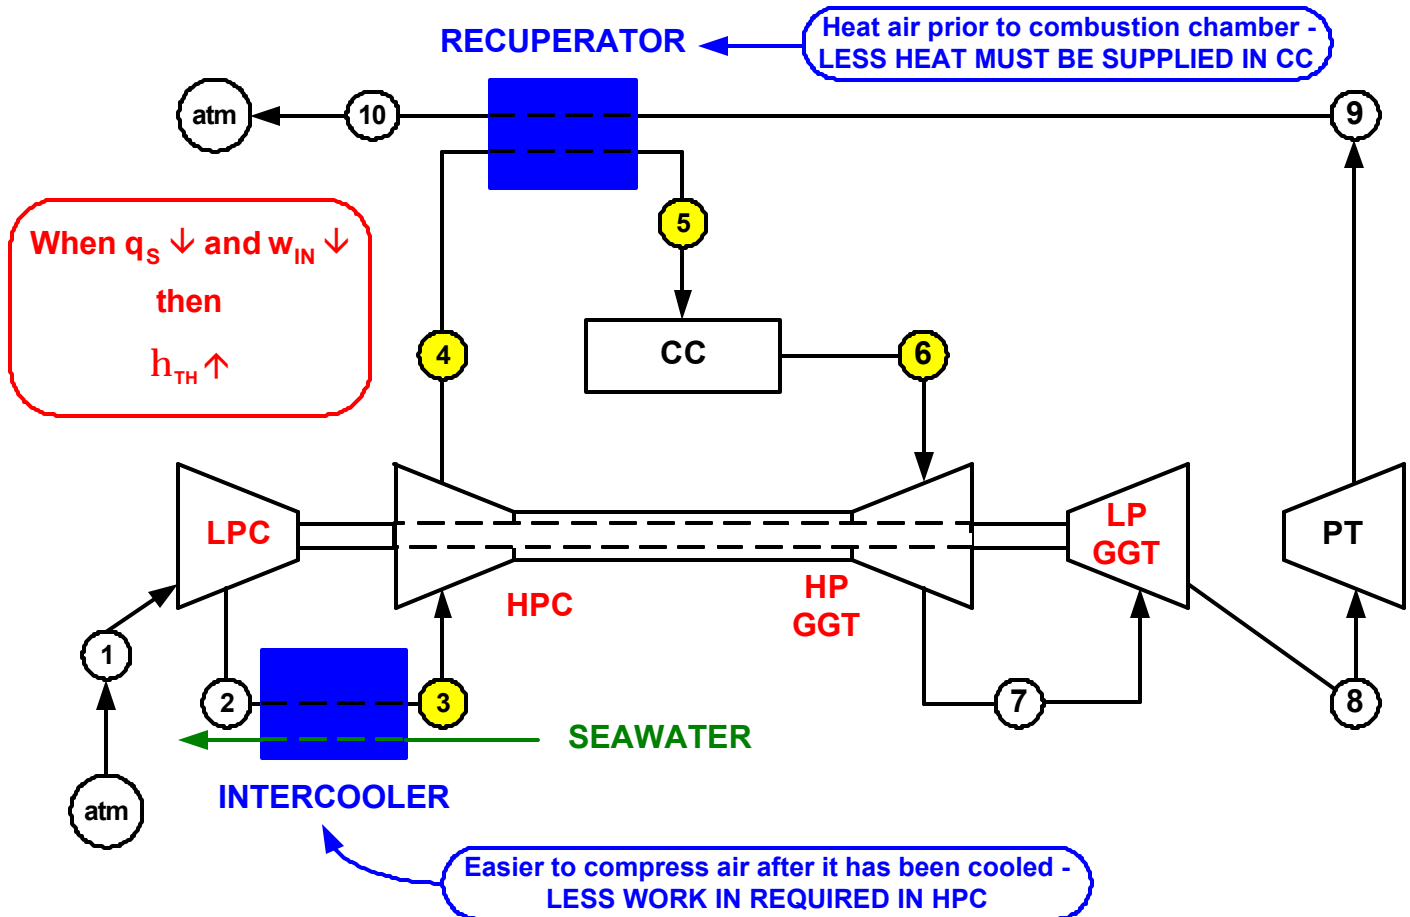 RECUPERATOR
Heat air prior to combustion chamber -
LESS HEAT MUST BE SUPPLIED IN CC
atm
10
9
5
When qS ↓ and wIN ↓
then
hTH ↑
4
CC
6
LPC
HPC
HP
GGT
LP
GGT
PT
1
2
3
7
8
SEAWATER
atm
INTERCOOLER
Easier to compress air after it has been cooled -
LESS WORK IN REQUIRED IN HPC